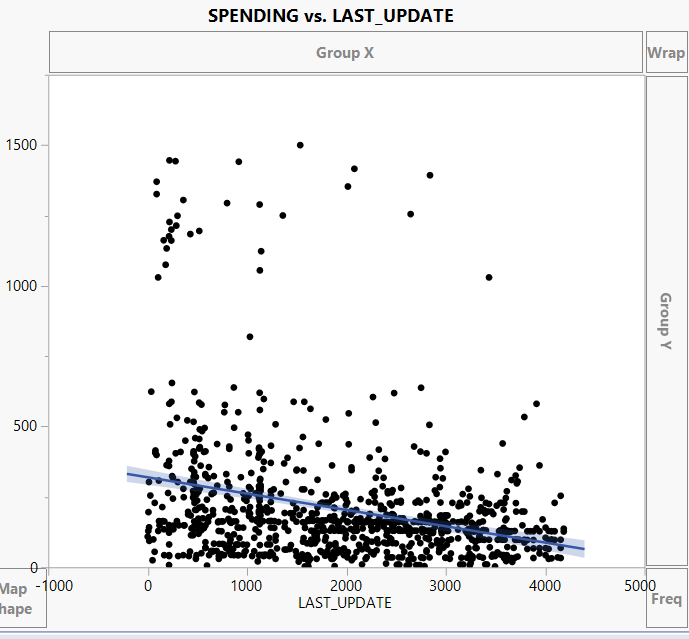 SPENDING vs. LAST_UPDATE
Group X
Wrap
1500
1000
500
0
Group Y
Map
hape
-1000
0
1000
2000
3000
4000
5000
LAST_UPDATE
Freq